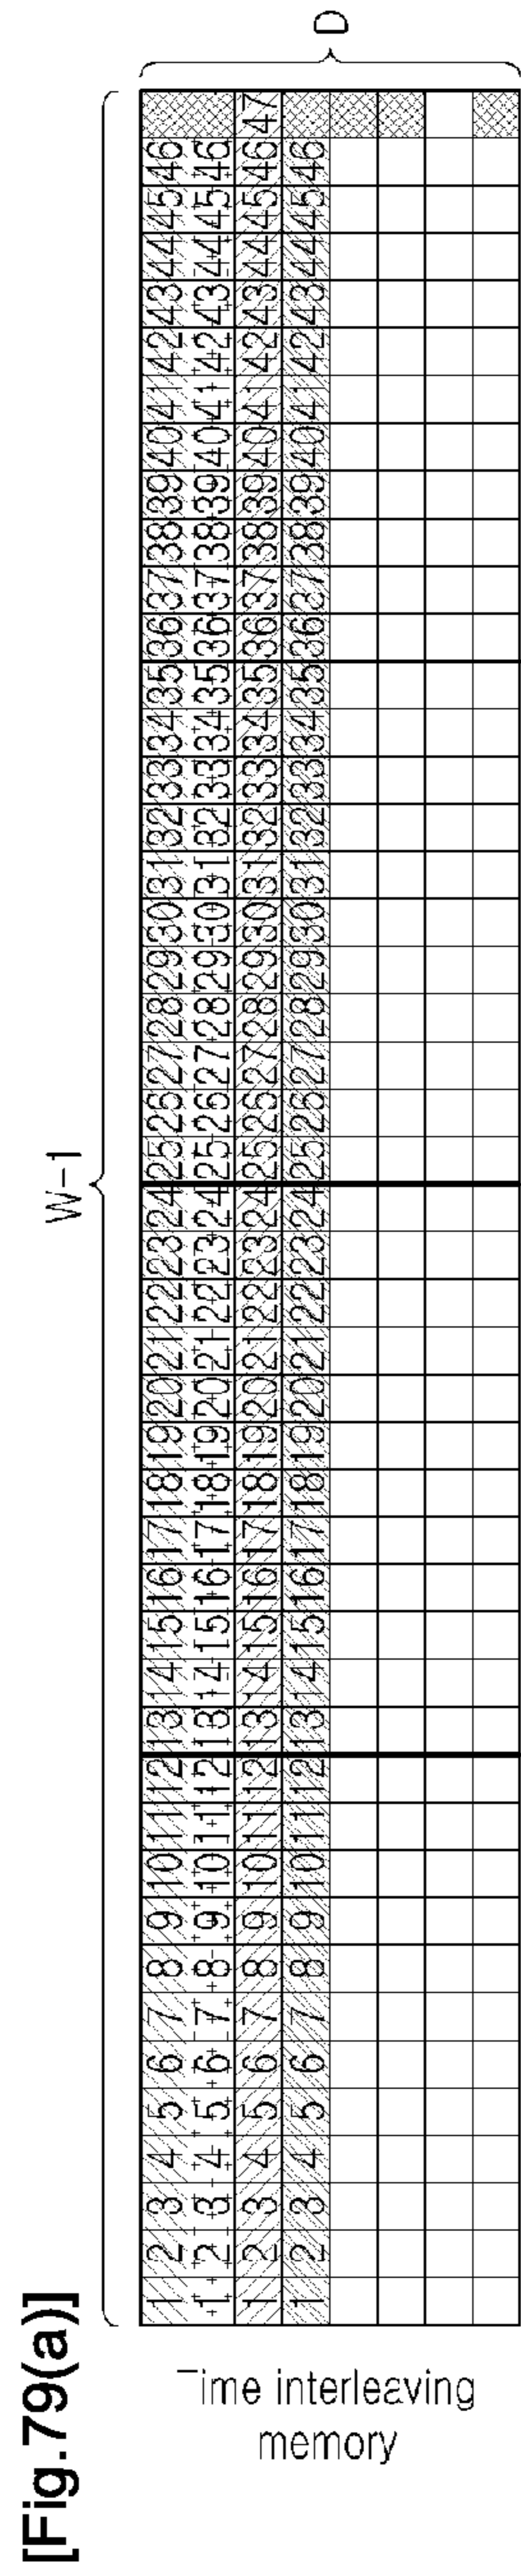 [Fig.79(a)]
W-1
D
Time interleaving
memory
1 2 3 4 5 6 7 8 9 10 11 12 13 14 15 16 17 18 19 20 21 22 23 24 25 26 27 28 29 30 31 32 33 34 35 36 37 38 39 40 41 42 43 44 45 46
1 2 3 4 5 6 7 8 9 10 11 12 13 14 15 16 17 18 19 20 21 22 23 24 25 26 27 28 29 30 31 32 33 34 35 36 37 38 39 40 41 42 43 44 45 46
1 2 3 4 5 6 7 8 9 10 11 12 13 14 15 16 17 18 19 20 21 22 23 24 25 26 27 28 29 30 31 32 33 34 35 36 37 38 39 40 41 42 43 44 45 46 47
1 2 3 4 5 6 7 8 9 10 11 12 13 14 15 16 17 18 19 20 21 22 23 24 25 26 27 28 29 30 31 32 33 34 35 36 37 38 39 40 41 42 43 44 45 46